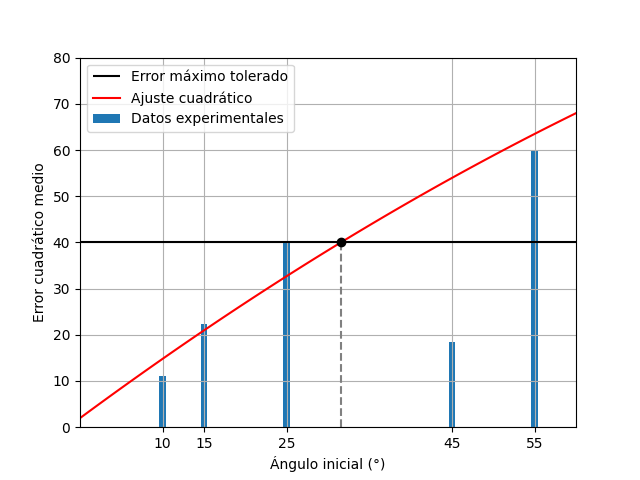 80
70
60
50
40
30
20
10
0
Error cuadrático medio
Error máximo tolerado
Ajuste cuadrático
Datos experimentales
10 15 25 45 55
Ángulo inicial (°)